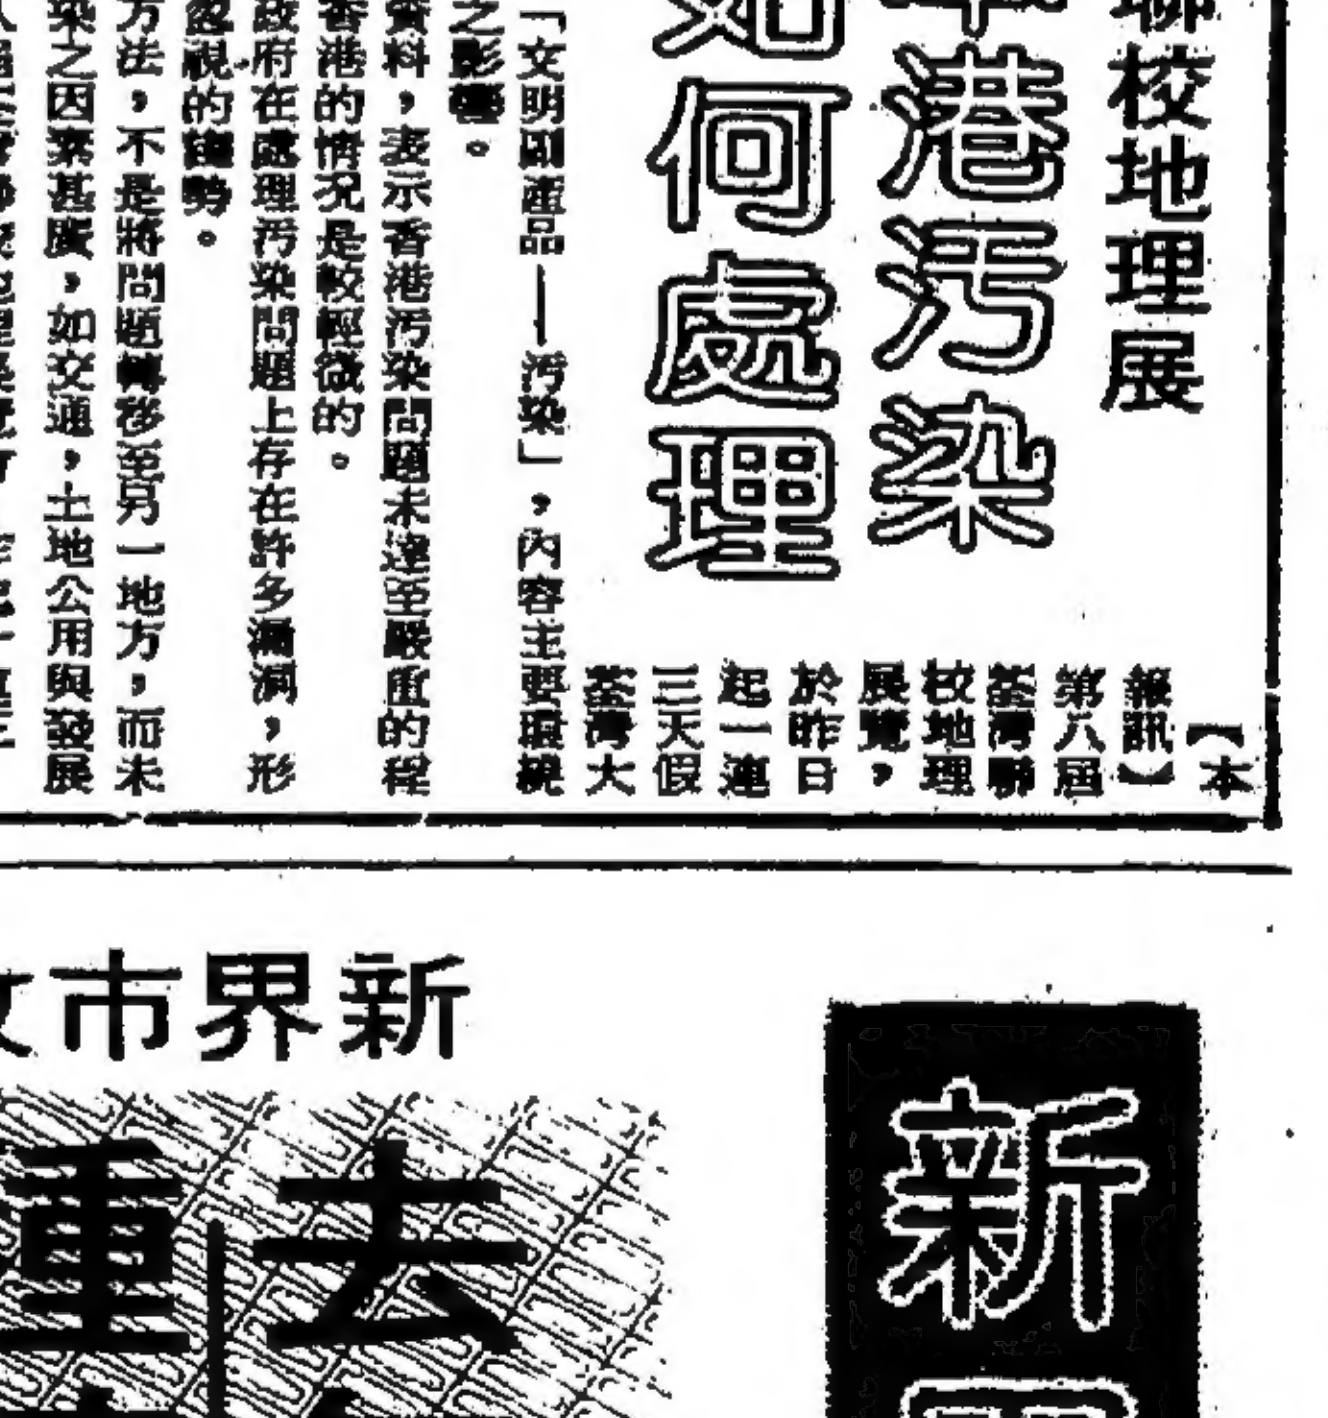 聯校地理展
本港污染
如何處理
【本
報訊】
第八屆
荃灣聯
校地理
展覽，
於昨日
起一連
三天假
荃灣大
「文明副產品——污染」，內容主要環繞
之影響。
資料，表示香港污染問題未達至嚴重的程
香港的情况是較輕微的。
政府在處理污染問題上存在許多漏洞，形
忽視的趨勢。
方法，不是將問題轉移至另一地方，而未
染之因素甚廣，如交通，土地公用與發展
新界市政
新
去
重